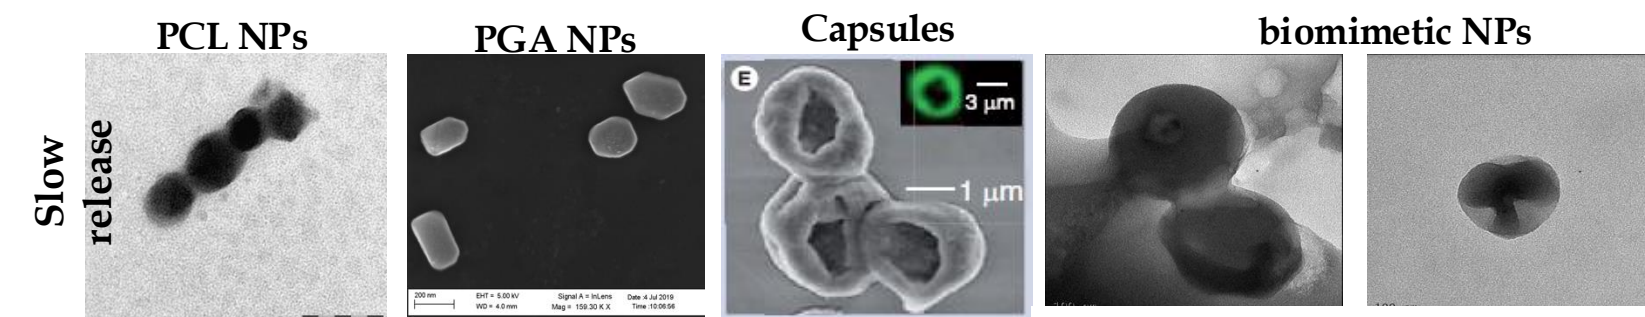 PCL NPs
PGA NPs
Capsules
biomimetic NPs
Slow
release
E
3 μm
1 μm
200 nm
EHT = 5.00 kV
Signal A = InLens
Date :4 Jul 2019
WD = 4.0 mm
Mag = 159.30 K X
Time :10:06:56